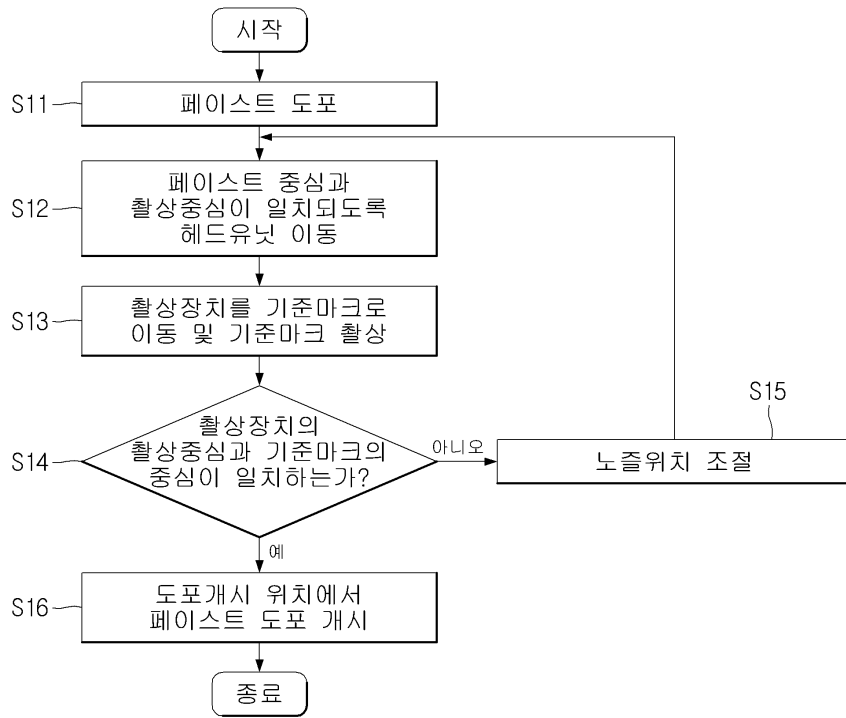 시작
S11
페이스트 도포
S12
페이스트 중심과
촬상중심이 일치되도록
헤드유닛 이동
S13
촬상장치를 기준마크로
이동 및 기준마크 촬상
S14
촬상장치의
촬상중심과 기준마크의
중심이 일치하는가?
아니오
S15
노즐위치 조절
예
S16
도포개시 위치에서
페이스트 도포 개시
종료